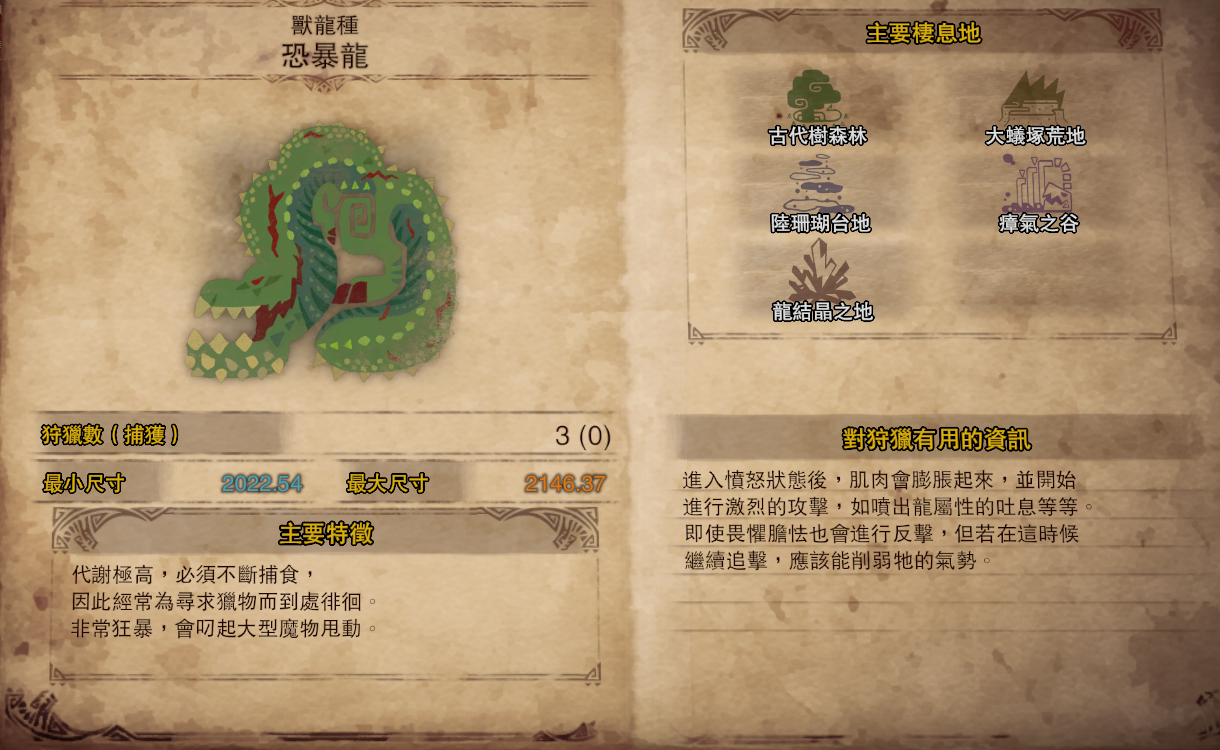 獸龍種
恐暴龍
狩獵數(捕獲) 3 (0)
最小尺寸 2022.54 最大尺寸 2146.37
主要特徵
代謝極高，必須不斷捕食，
因此經常為尋求獵物而到處徘徊。
非常狂暴，會叼起大型魔物甩動。
主要棲息地
古代樹森林 大蟻塚荒地
陸珊瑚台地 瘴氣之谷
龍結晶之地
對狩獵有用的資訊
進入憤怒狀態後，肌肉會膨脹起來，並開始
進行激烈的攻擊，如噴出龍屬性的吐息等等。
即使畏懼膽怯也會進行反擊，但若在這時候
繼續追擊，應該能削弱牠的氣勢。